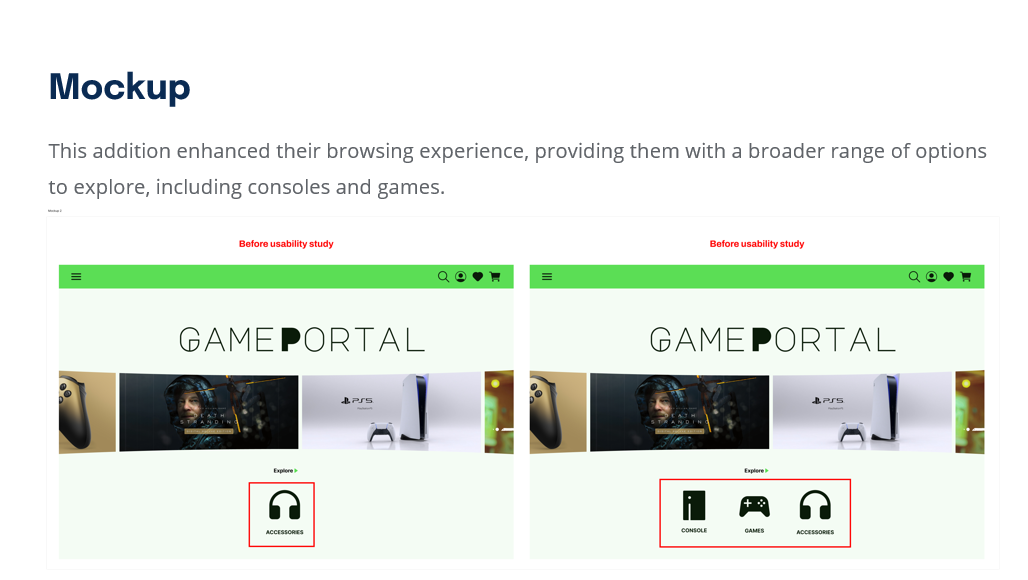 Mockup
This addition enhanced their browsing experience, providing them with a broader range of options
to explore, including consoles and games.
Before usability study
Before usability study
GAMEPORTAL
GAMEPORTAL
DEATH
STRANDING
PS5
DEATH
STRANDING
PS5
Explore
Explore
ACCESSORIES
CONSOLE
GAMES
ACCESSORIES